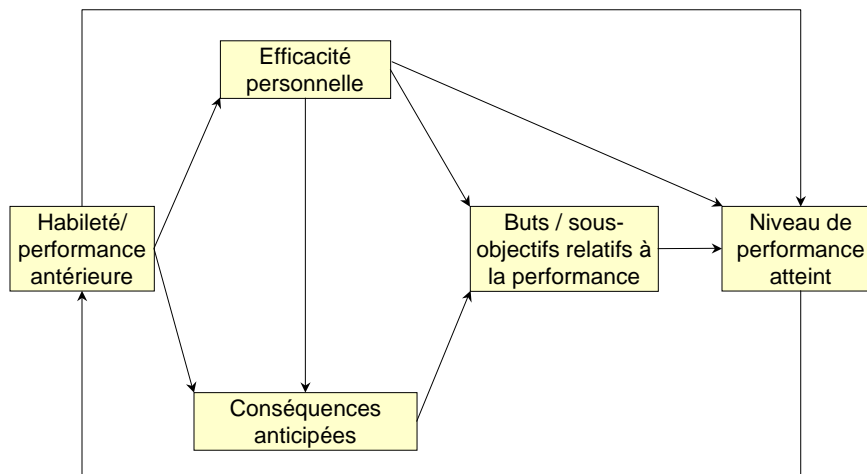 Efficacité
personnelle
Habileté/
performance
antérieure
Buts / sous-
objectifs relatifs à
la performance
Niveau de
performance
atteint
Conséquences
anticipées